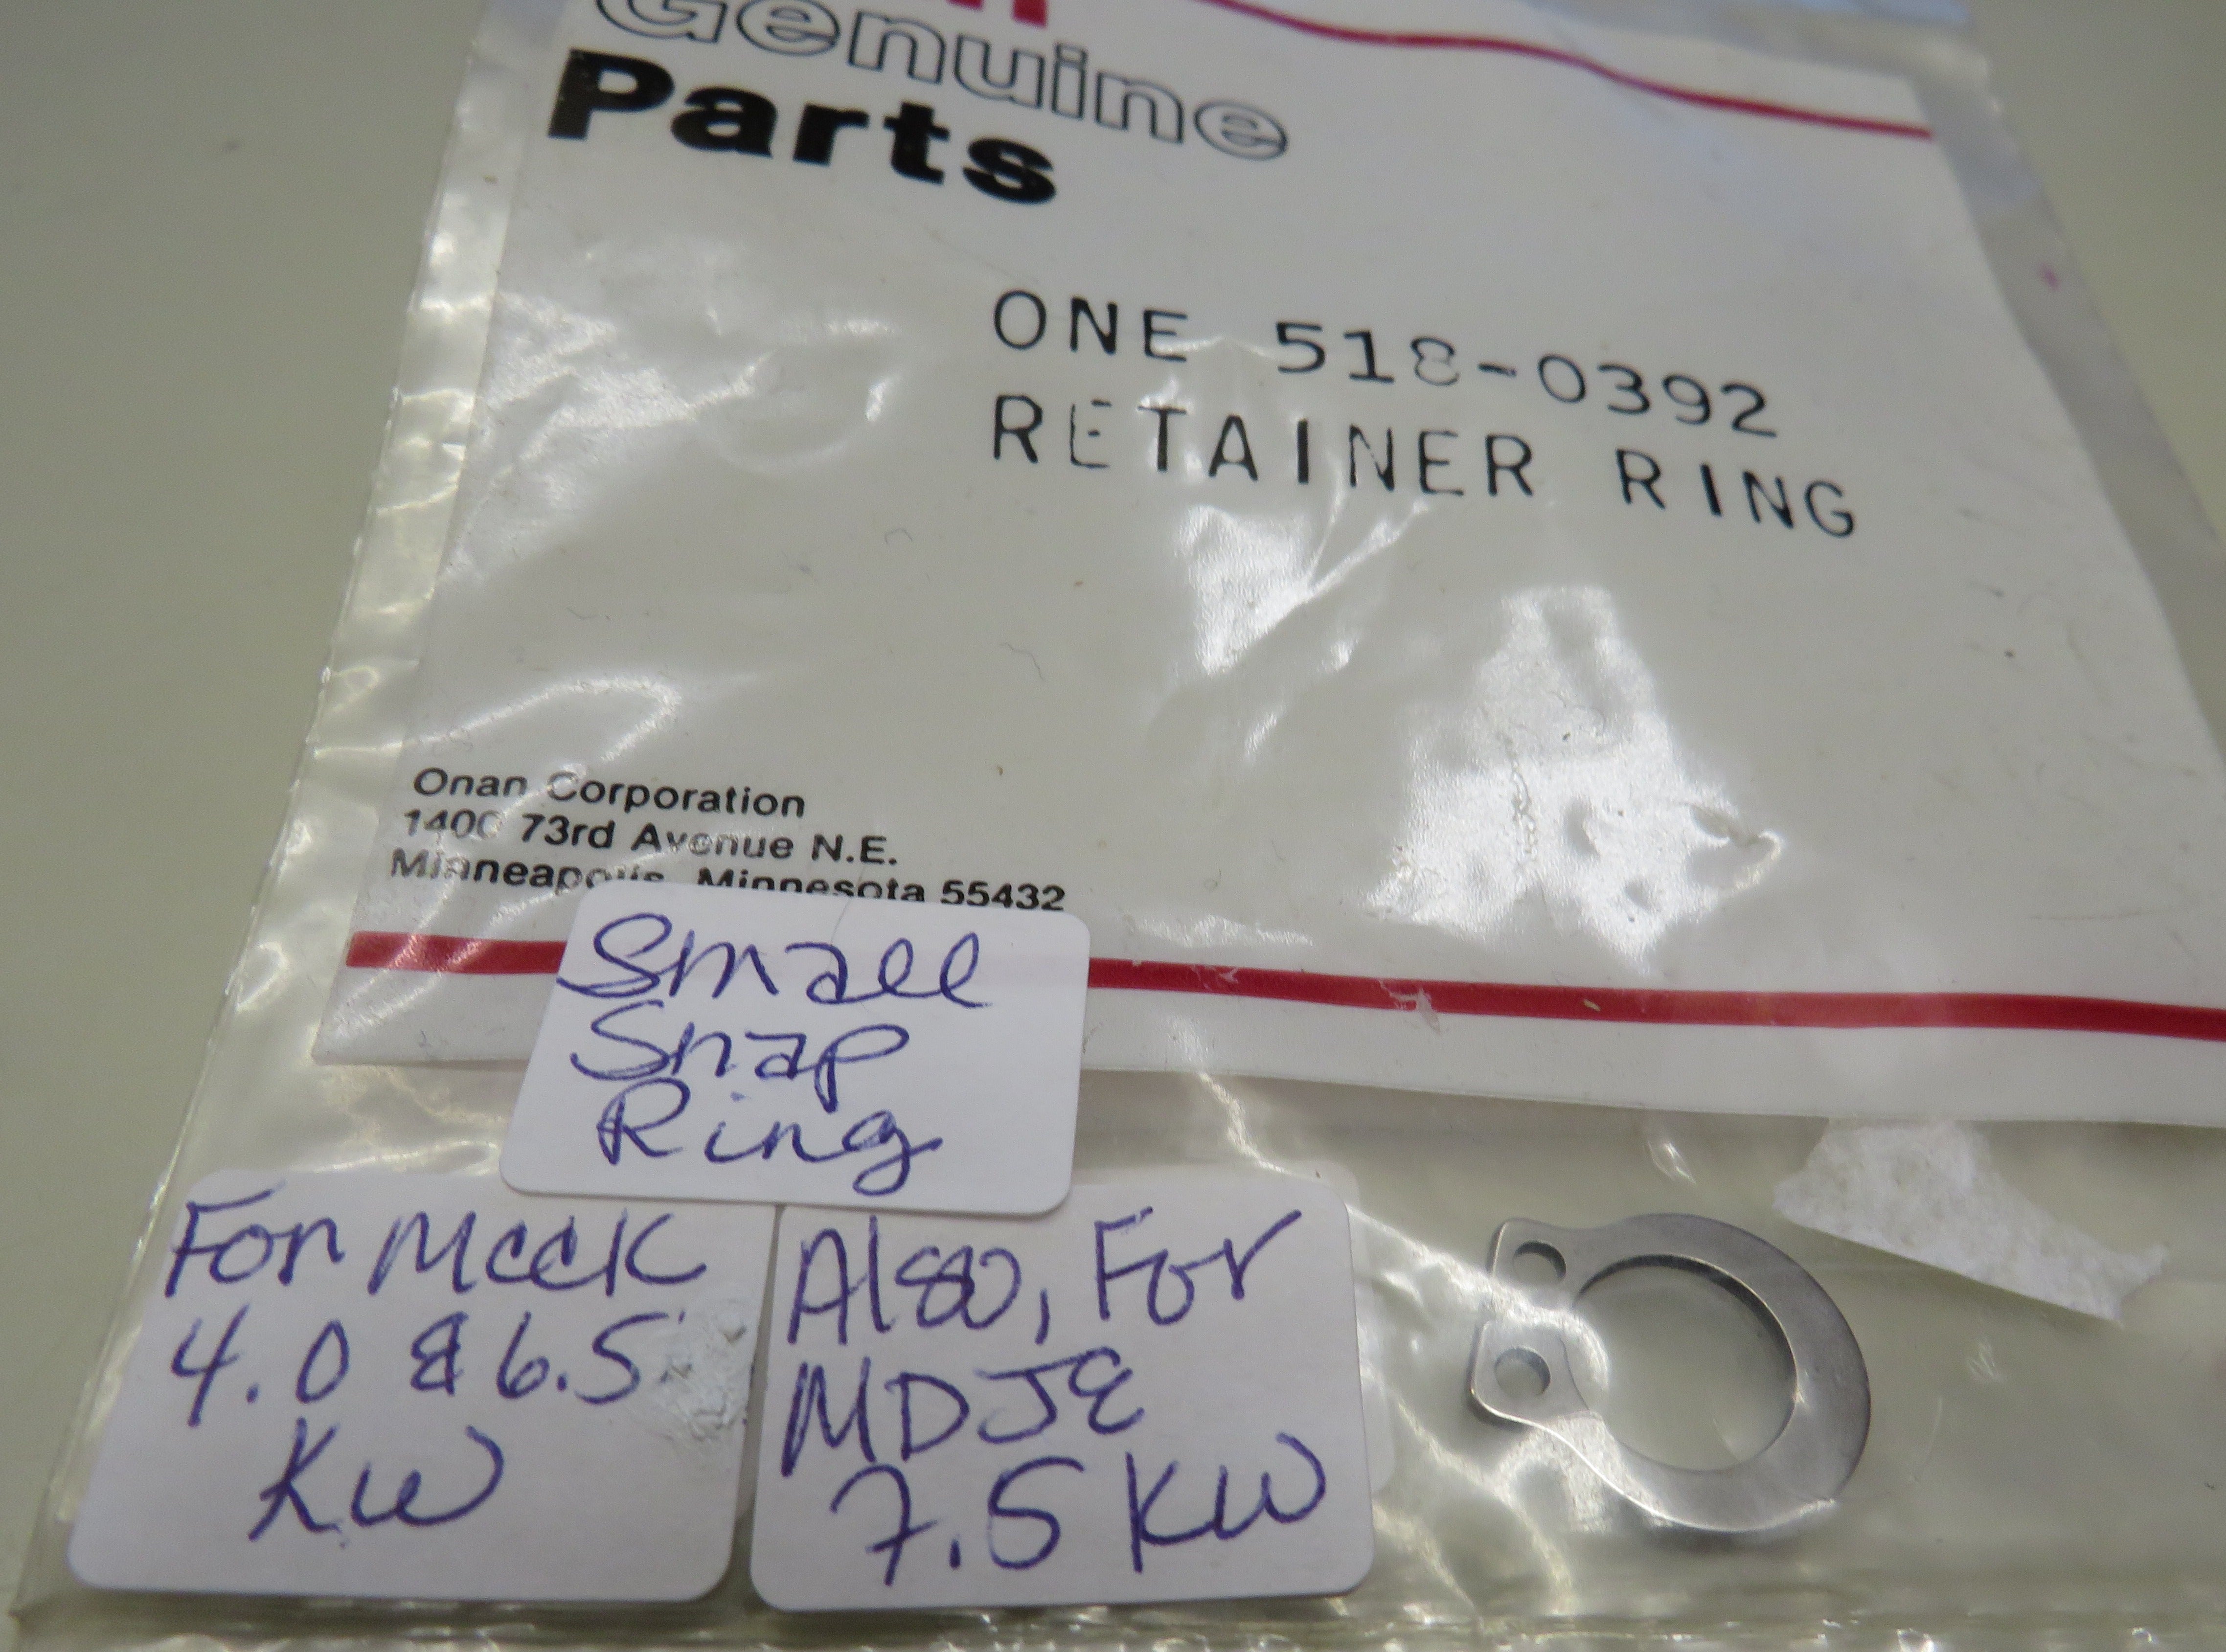 Genuine
Parts
ONE 518-0392
RETAINER RING
Onan Corporation
1400 73rd Avenue N.E.
Minneapolis, Minnesota 55432
Small
Snap
Ring
For MCCK
4.0 & 6.5
KW
Also, For
MDJE
7.5 KW